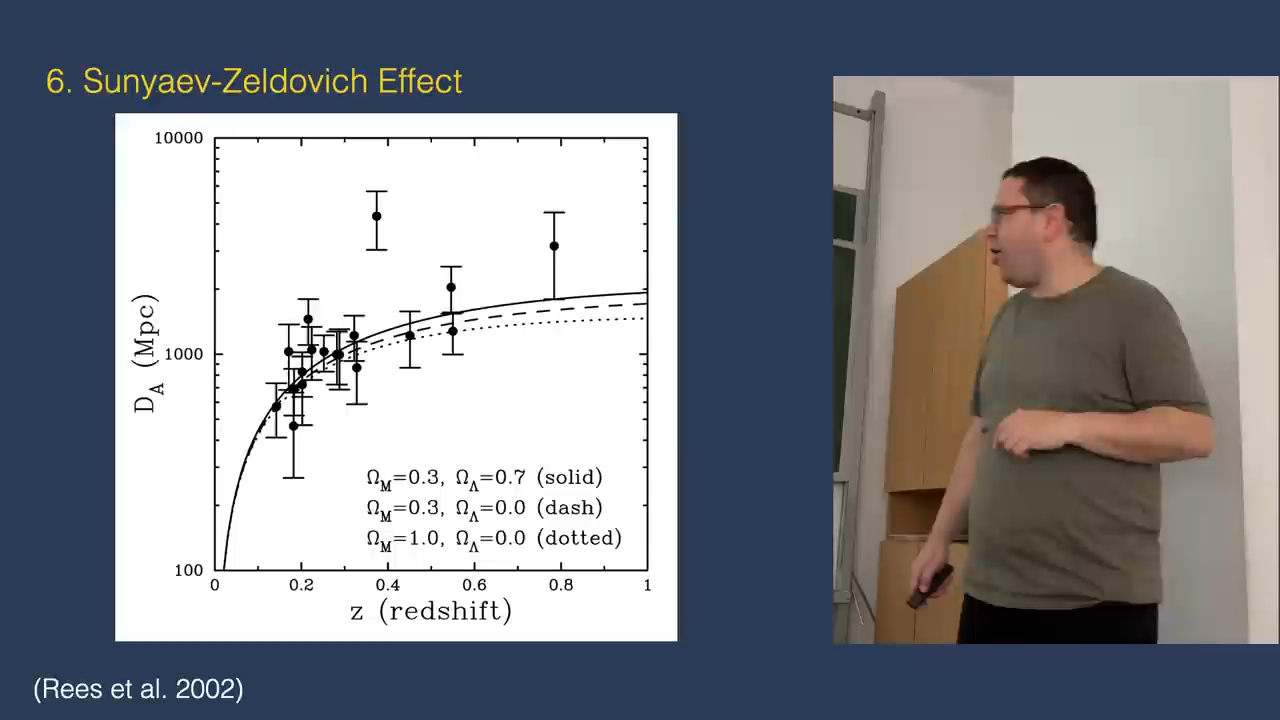 6. Sunyaev-Zeldovich Effect
10000
1000
100
D_A (Mpc)
Ω_M=0.3, Ω_Λ=0.7 (solid)
Ω_M=0.3, Ω_Λ=0.0 (dash)
Ω_M=1.0, Ω_Λ=0.0 (dotted)
0 0.2 0.4 0.6 0.8 1
z (redshift)
(Rees et al. 2002)